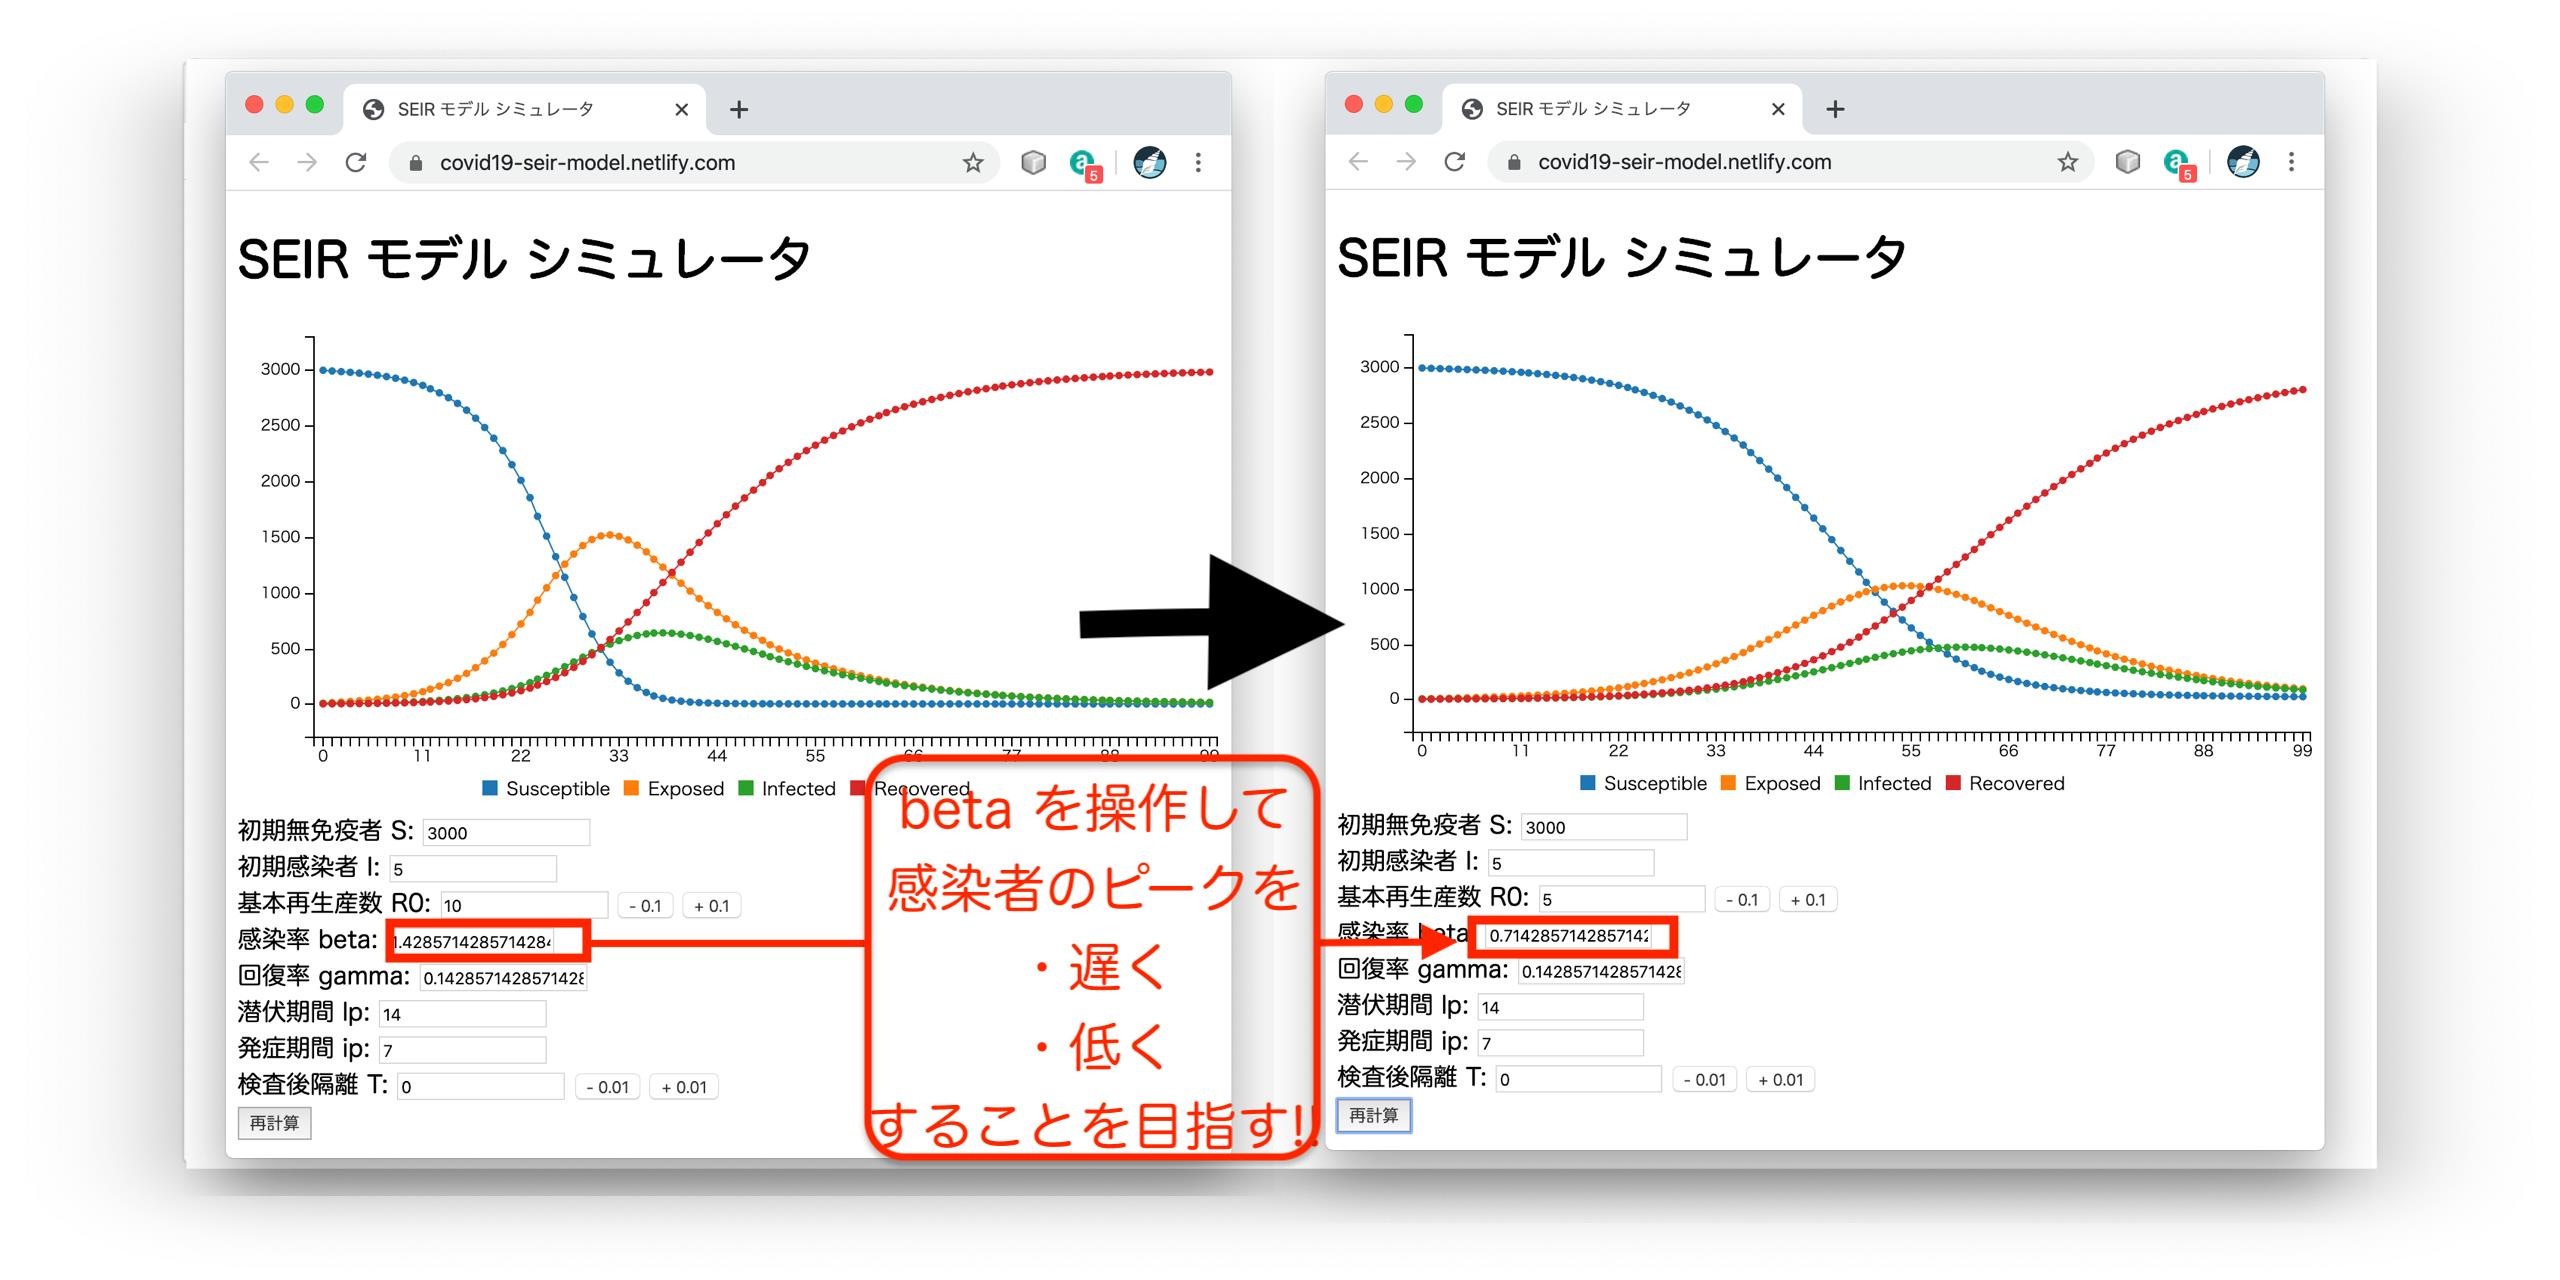 SEIR モデル シミュレータ
covid19-seir-model.netlify.com
5
SEIR モデル シミュレータ
3000
2500
2000
1500
1000
500
0
0 11 22 33 44 55 66 77 88 99
Susceptible Exposed Infected Recovered
初期無免疫者 S: 3000
初期感染者 I: 5
基本再生産数 R0: 10 - 0.1 + 0.1
感染率 beta: 1.428571428571428
回復率 gamma: 0.142857142857142
潜伏期間 lp: 14
発症期間 ip: 7
検査後隔離 T: 0 - 0.01 + 0.01
再計算
beta を操作して
感染者のピークを
・遅く
・低く
することを目指す!!
SEIR モデル シミュレータ
covid19-seir-model.netlify.com
5
SEIR モデル シミュレータ
3000
2500
2000
1500
1000
500
0
0 11 22 33 44 55 66 77 88 99
Susceptible Exposed Infected Recovered
初期無免疫者 S: 3000
初期感染者 I: 5
基本再生産数 R0: 5 - 0.1 + 0.1
感染率 beta 0.714285714285714
回復率 gamma: 0.142857142857142
潜伏期間 lp: 14
発症期間 ip: 7
検査後隔離 T: 0 - 0.01 + 0.01
再計算